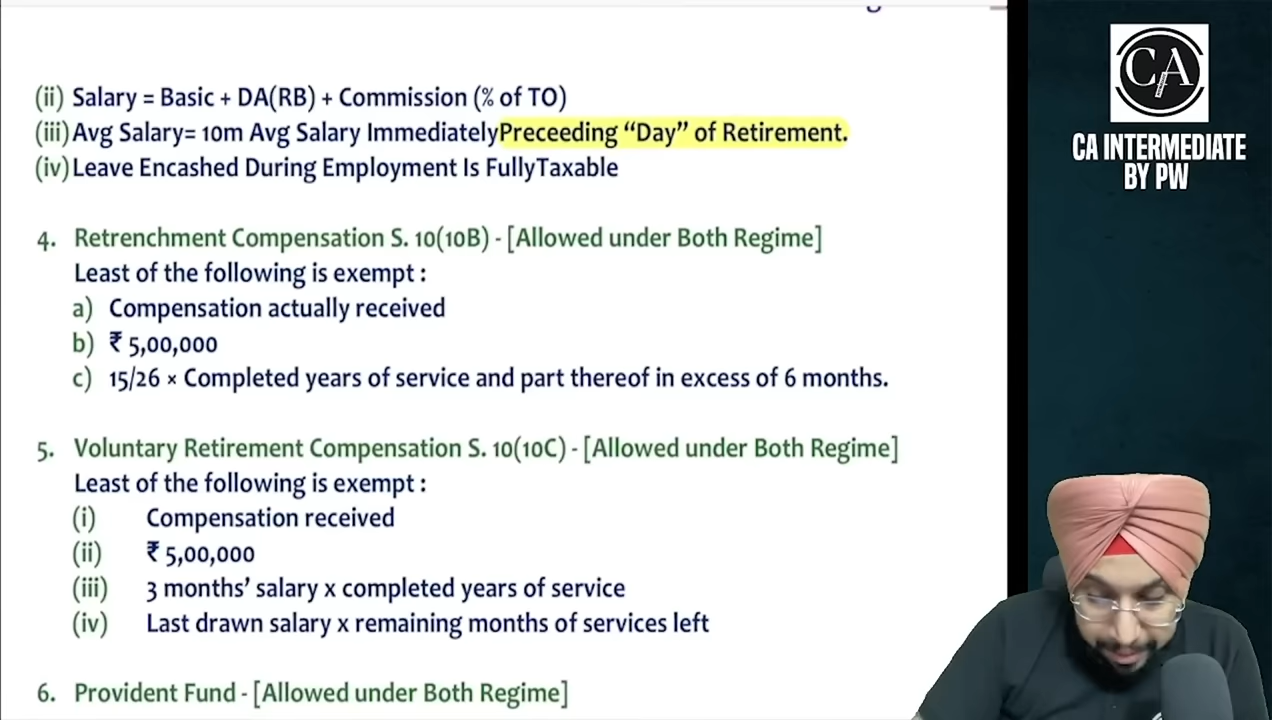 (ii) Salary = Basic + DA(RB) + Commission (% of TO)
(iii) Avg Salary= 10m Avg Salary Immediately Preceeding “Day” of Retirement.
(iv) Leave Encashed During Employment Is Fully Taxable
4. Retrenchment Compensation S. 10(10B) - [Allowed under Both Regime]
Least of the following is exempt :
a) Compensation actually received
b) ₹ 5,00,000
c) 15/26 × Completed years of service and part thereof in excess of 6 months.
5. Voluntary Retirement Compensation S. 10(10C) - [Allowed under Both Regime]
Least of the following is exempt :
(i) Compensation received
(ii) ₹ 5,00,000
(iii) 3 months’ salary x completed years of service
(iv) Last drawn salary x remaining months of services left
6. Provident Fund - [Allowed under Both Regime]
CA
CA INTERMEDIATE
BY PW